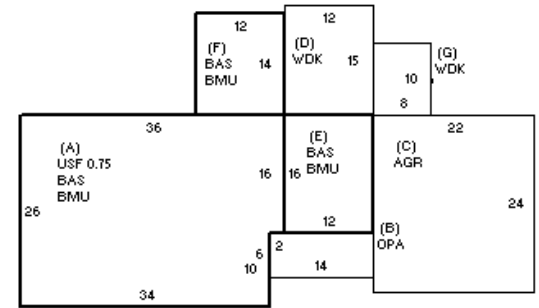 12
12
(F)
BAS
BMU
14
(D)
WDK
15
(G)
WDK
10
8
36
22
(A)
USF 0.75
BAS
BMU
16
16
(E)
BAS
BMU
(C)
AGR
26
24
12
(B)
OPA
2
6
10
14
34